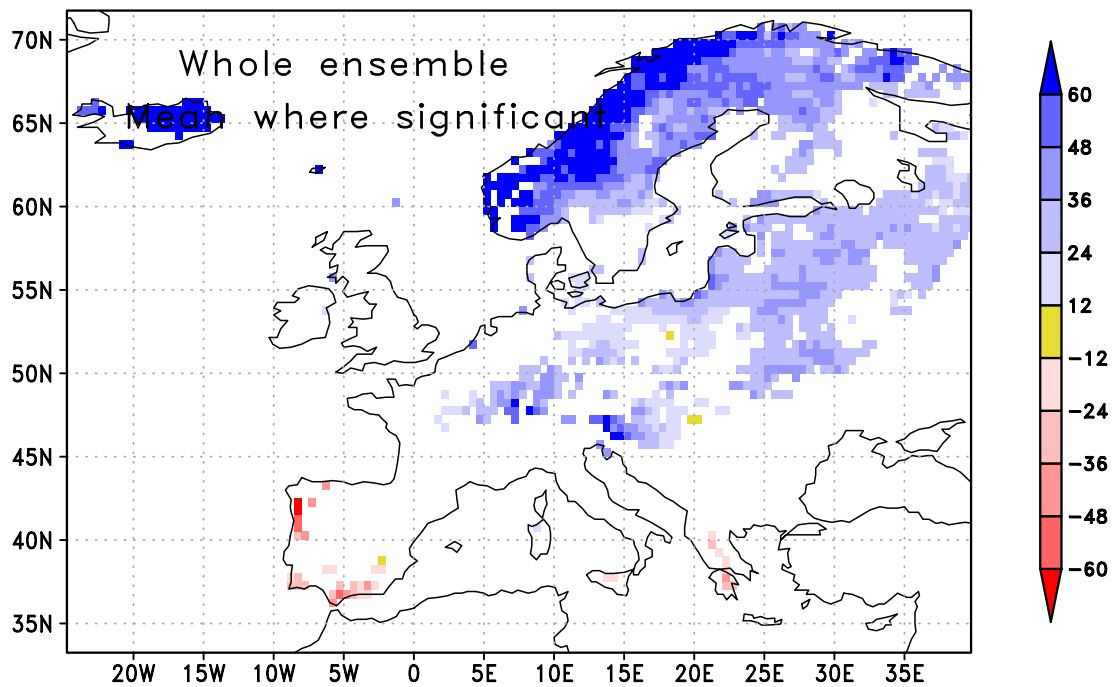 Whole ensemble
Mean where significant
70N
65N
60N
55N
50N
45N
40N
35N
20W 15W 10W 5W 0 5E 10E 15E 20E 25E 30E 35E
60
48
36
24
12
-12
-24
-36
-48
-60